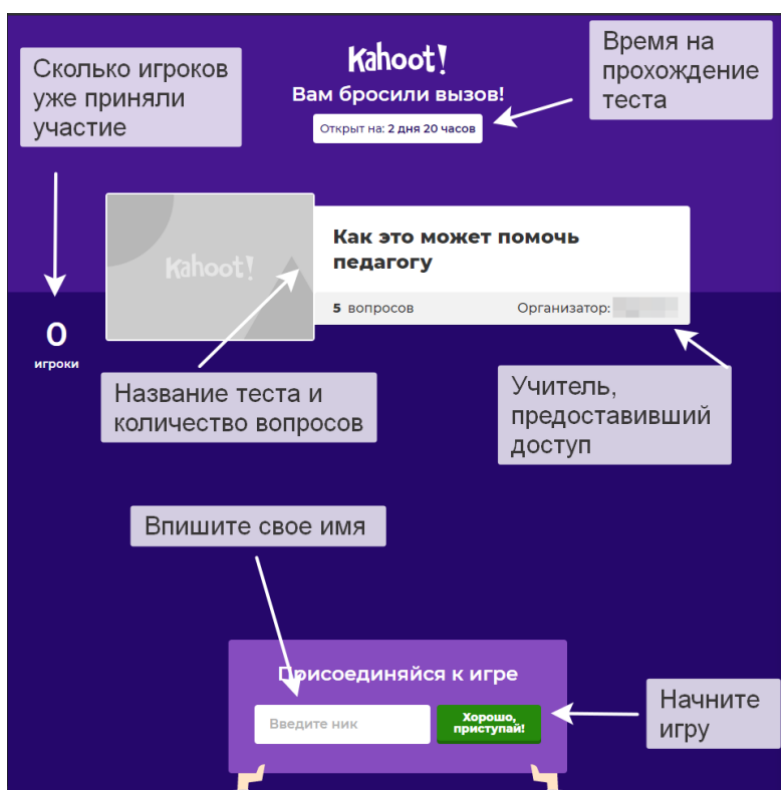 Сколько игроков
уже приняли
участие
Kahoot!
Вам бросили вызов!
Открыт на: 2 дня 20 часов
Время на
прохождение
теста
Kahoot!
Как это может помочь
педагогу
5 вопросов
Организатор:
0
игроки
Название теста и
количество вопросов
Учитель,
предоставивший
доступ
Впишите свое имя
Присоединяйся к игре
Введите ник
Хорошо,
приступай!
Начните
игру